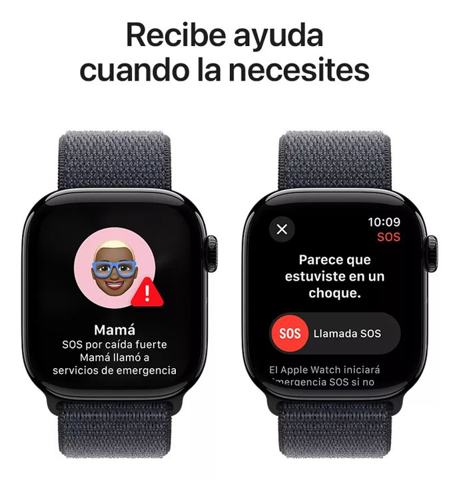 Recibe ayuda
cuando la necesites
Mamá
SOS por caída fuerte
Mamá llamó a
servicios de emergencia
10:09
SOS
Parece que
estuviste en un
choque.
SOS Llamada SOS
El Apple Watch iniciará
Emergencia SOS si no